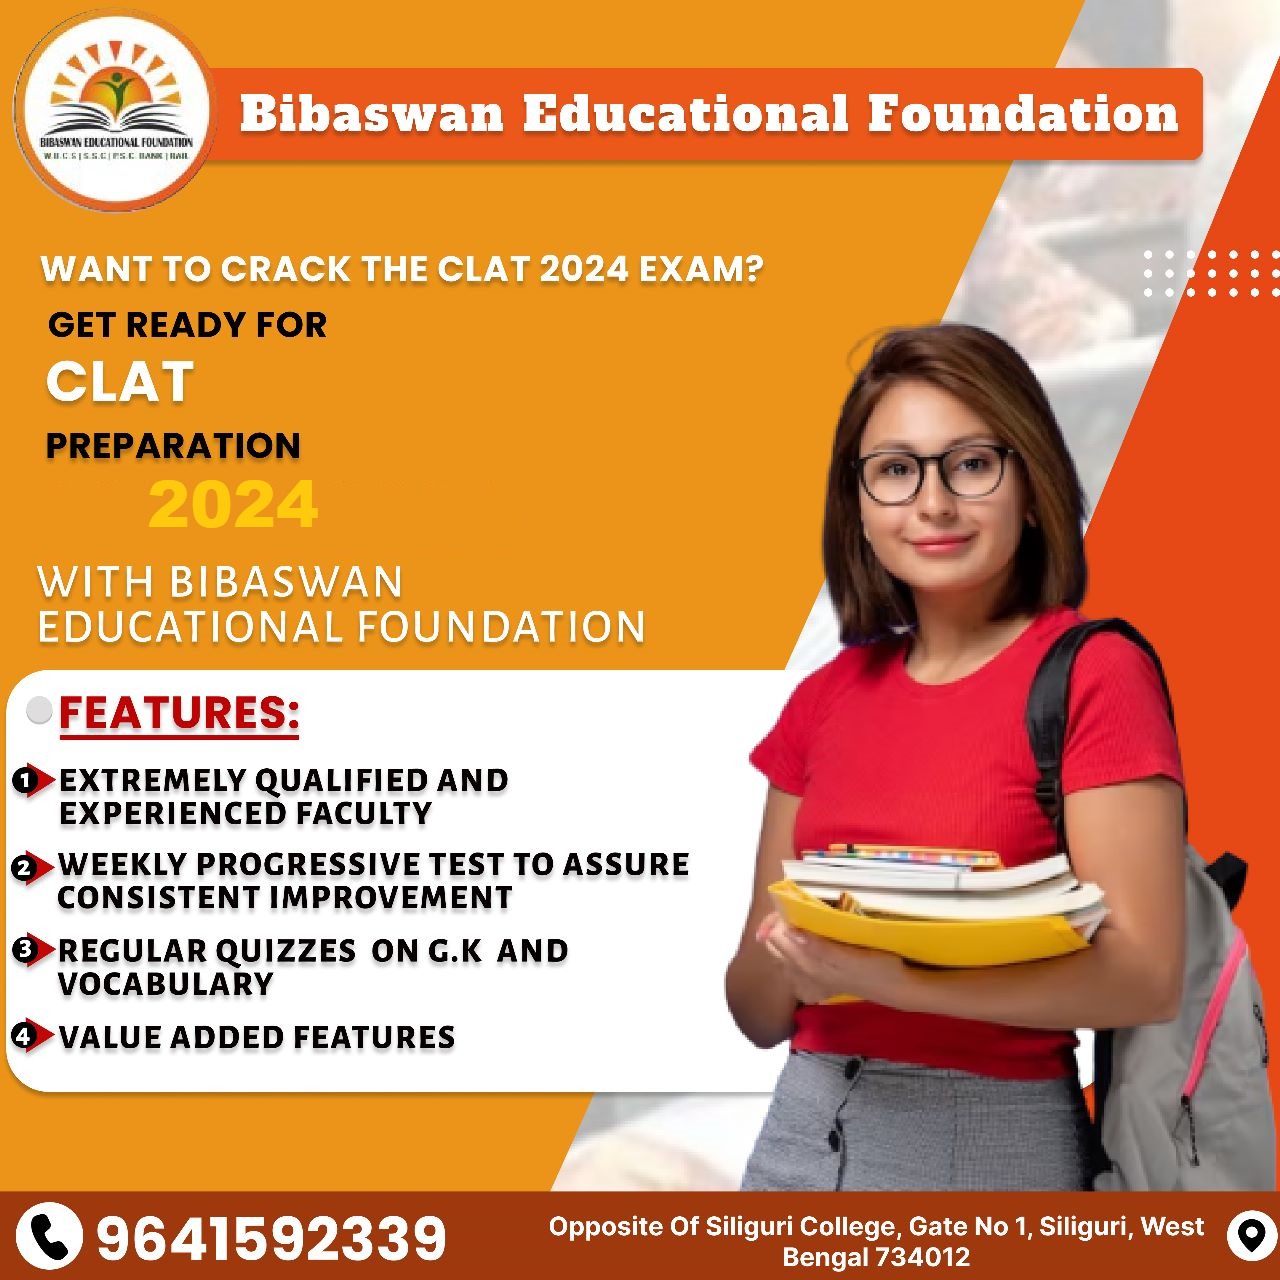 BIBASWAN EDUCATIONAL FOUNDATION
W.B.C.S | S.S.C | P.S.C. BANK | RAIL
Bibaswan Educational Foundation
WANT TO CRACK THE CLAT 2024 EXAM?
GET READY FOR
CLAT
PREPARATION
2024
WITH BIBASWAN
EDUCATIONAL FOUNDATION
FEATURES:
1 EXTREMELY QUALIFIED AND
EXPERIENCED FACULTY
2 WEEKLY PROGRESSIVE TEST TO ASSURE
CONSISTENT IMPROVEMENT
3 REGULAR QUIZZES ON G.K AND
VOCABULARY
4 VALUE ADDED FEATURES
9641592339
Opposite Of Siliguri College, Gate No 1, Siliguri, West
Bengal 734012